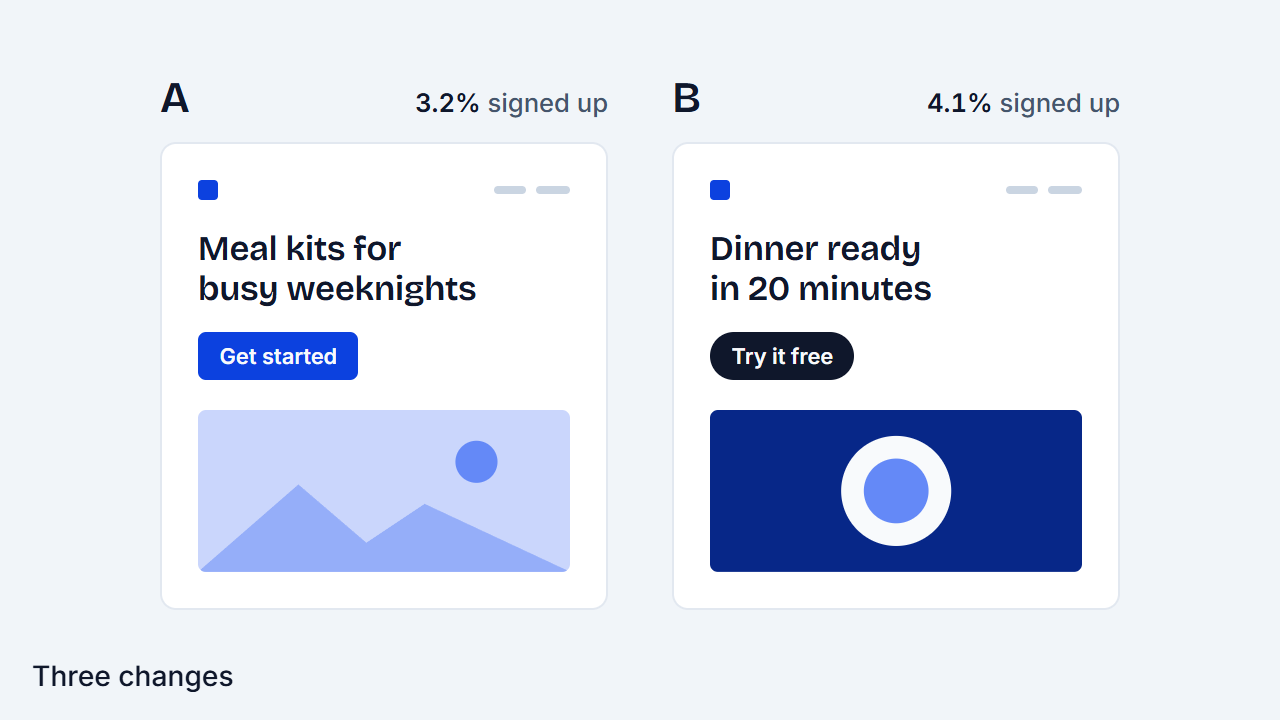 A
3.2% signed up
Meal kits for
busy weeknights
Get started
B
4.1% signed up
Dinner ready
in 20 minutes
Try it free
Three changes